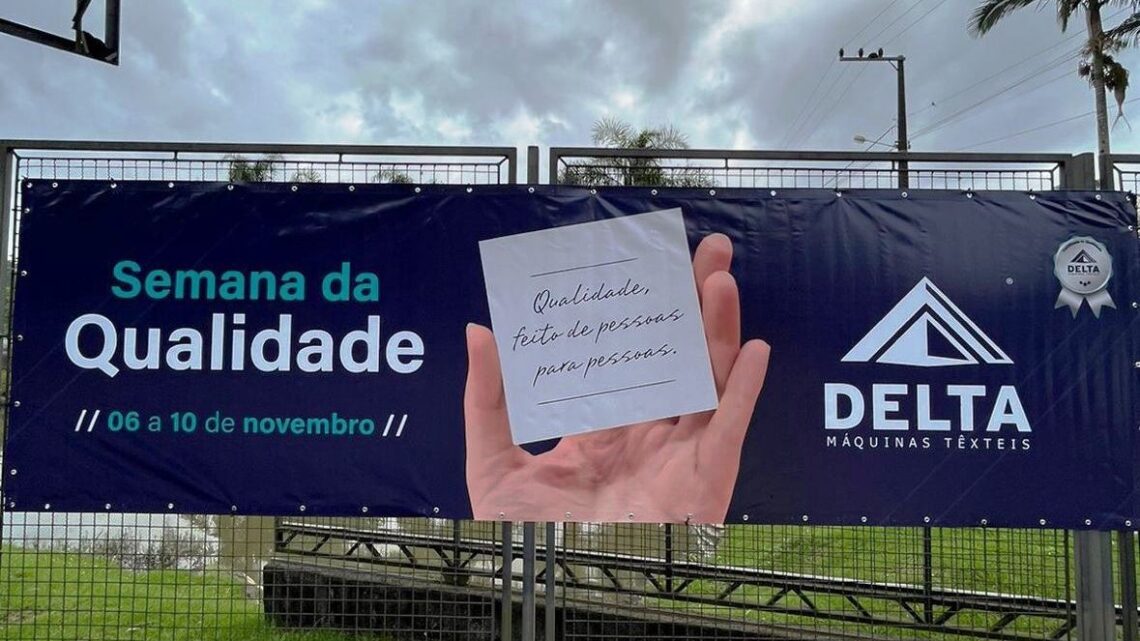 Semana da
Qualidade
// 06 a 10 de novembro //
Qualidade,
feito de pessoas
para pessoas.
DELTA
MÁQUINAS TÊXTEIS
®
DELTA